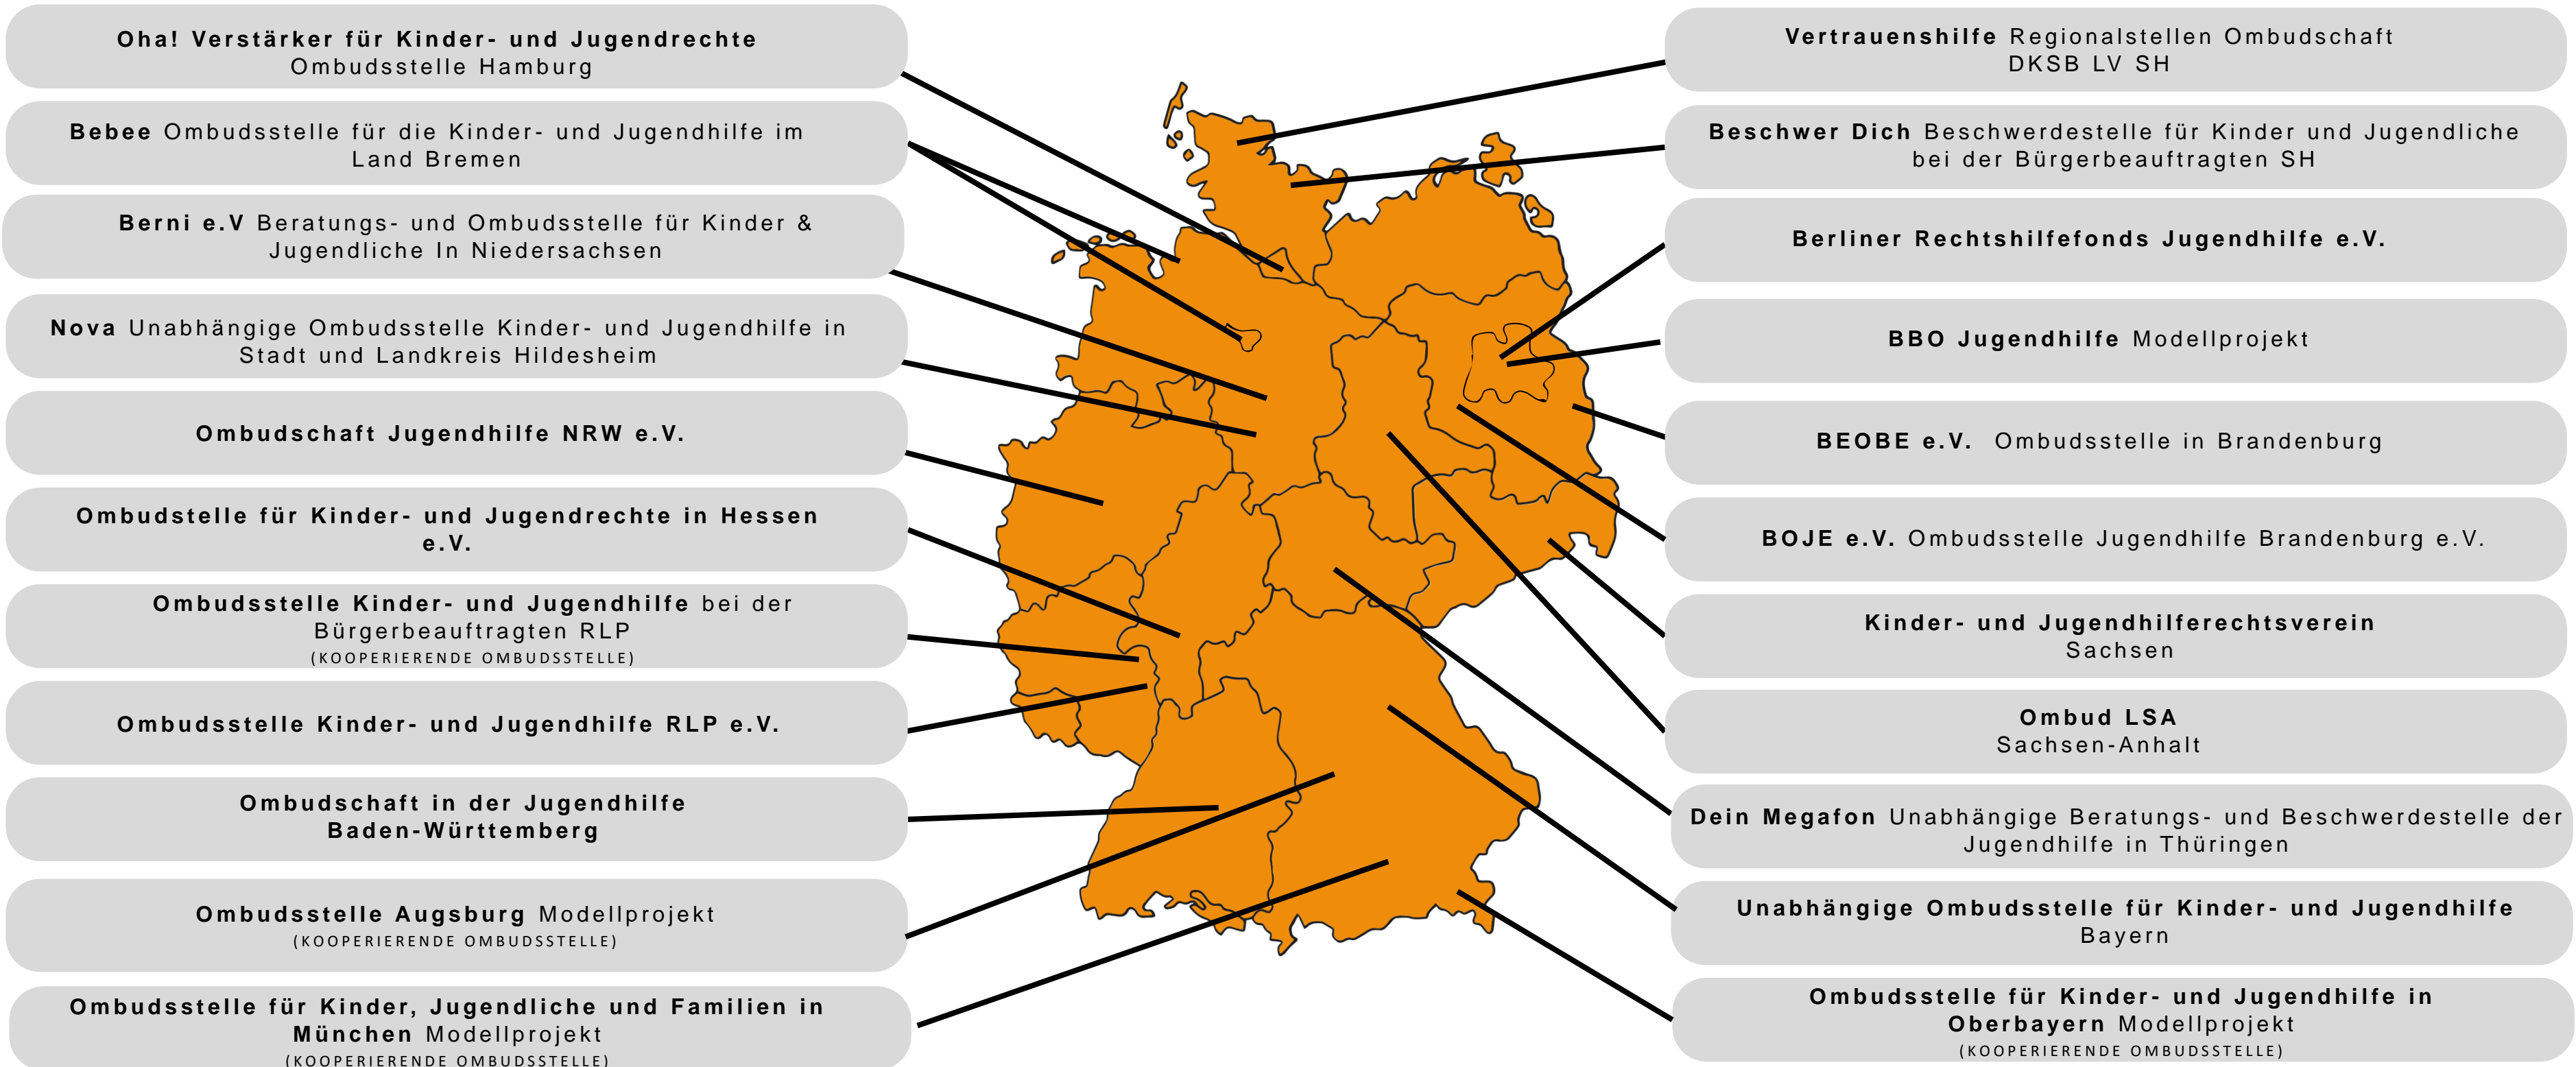 Oha! Verstärker für Kinder- und Jugendrechte
Ombudsstelle Hamburg
Bebee Ombudsstelle für die Kinder- und Jugendhilfe im
Land Bremen
Berni e.V Beratungs- und Ombudsstelle für Kinder &
Jugendliche In Niedersachsen
Nova Unabhängige Ombudsstelle Kinder- und Jugendhilfe in
Stadt und Landkreis Hildesheim
Ombudschaft Jugendhilfe NRW e.V.
Ombudstelle für Kinder- und Jugendrechte in Hessen
e.V.
Ombudsstelle Kinder- und Jugendhilfe bei der
Bürgerbeauftragten RLP
(KOOPERIERENDE OMBUDSSTELLE)
Ombudsstelle Kinder- und Jugendhilfe RLP e.V.
Ombudschaft in der Jugendhilfe
Baden-Württemberg
Ombudsstelle Augsburg Modellprojekt
(KOOPERIERENDE OMBUDSSTELLE)
Ombudsstelle für Kinder, Jugendliche und Familien in
München Modellprojekt
(KOOPERIERENDE OMBUDSSTELLE)
Vertrauenshilfe Regionalstellen Ombudschaft
DKSB LV SH
Beschwer Dich Beschwerdestelle für Kinder und Jugendliche
bei der Bürgerbeauftragten SH
Berliner Rechtshilfefonds Jugendhilfe e.V.
BBO Jugendhilfe Modellprojekt
BEOBE e.V. Ombudsstelle in Brandenburg
BOJE e.V. Ombudsstelle Jugendhilfe Brandenburg e.V.
Kinder- und Jugendhilferechtsverein
Sachsen
Ombud LSA
Sachsen-Anhalt
Dein Megafon Unabhängige Beratungs- und Beschwerdestelle der
Jugendhilfe in Thüringen
Unabhängige Ombudsstelle für Kinder- und Jugendhilfe
Bayern
Ombudsstelle für Kinder- und Jugendhilfe in
Oberbayern Modellprojekt
(KOOPERIERENDE OMBUDSSTELLE)